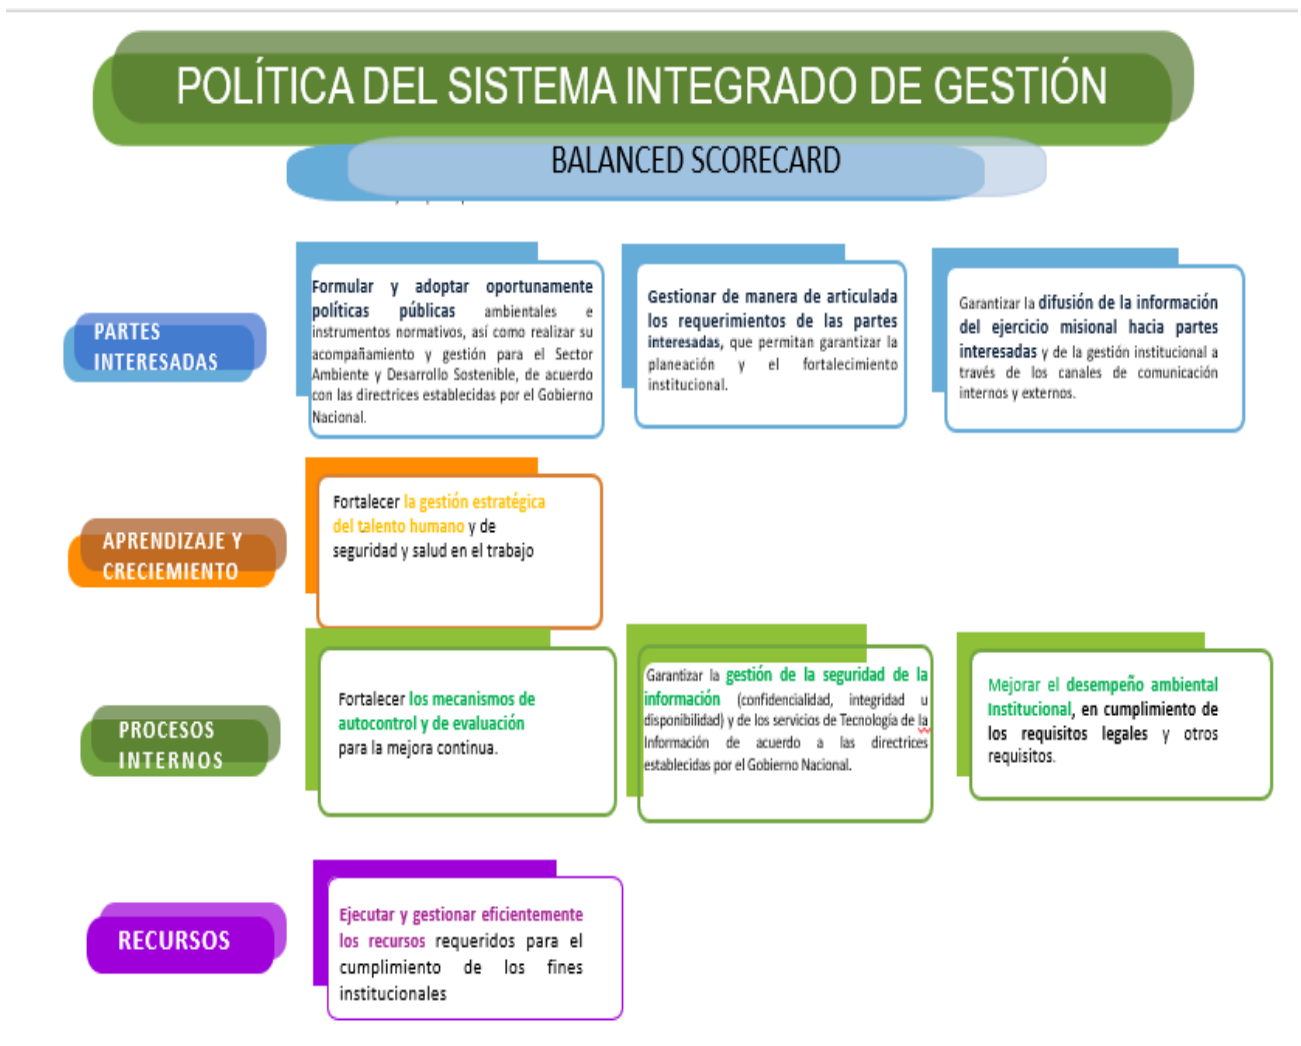 POLÍTICA DEL SISTEMA INTEGRADO DE GESTIÓN
BALANCED SCORECARD
PARTES
INTERESADAS
Formular y adoptar oportunamente
políticas públicas ambientales e
instrumentos normativos, así como realizar su
acompañamiento y gestión para el Sector
Ambiente y Desarrollo Sostenible, de acuerdo
con las directrices establecidas por el Gobierno
Nacional.
Gestionar de manera de articulada
los requerimientos de las partes
interesadas, que permitan garantizar la
planeación y el fortalecimiento
institucional.
Garantizar la difusión de la información
del ejercicio misional hacia partes
interesadas y de la gestión institucional a
través de los canales de comunicación
internos y externos.
APRENDIZAJE Y
CRECIEMIENTO
Fortalecer la gestión estratégica
del talento humano y de
seguridad y salud en el trabajo
PROCESOS
INTERNOS
Fortalecer los mecanismos de
autocontrol y de evaluación
para la mejora continua.
Garantizar la gestión de la seguridad de la
información (confidencialidad, integridad u
disponibilidad) y de los servicios de Tecnología de la
Información de acuerdo a las directrices
establecidas por el Gobierno Nacional.
Mejorar el desempeño ambiental
Institucional, en cumplimiento de
los requisitos legales y otros
requisitos.
RECURSOS
Ejecutar y gestionar eficientemente
los recursos requeridos para el
cumplimiento de los fines
institucionales